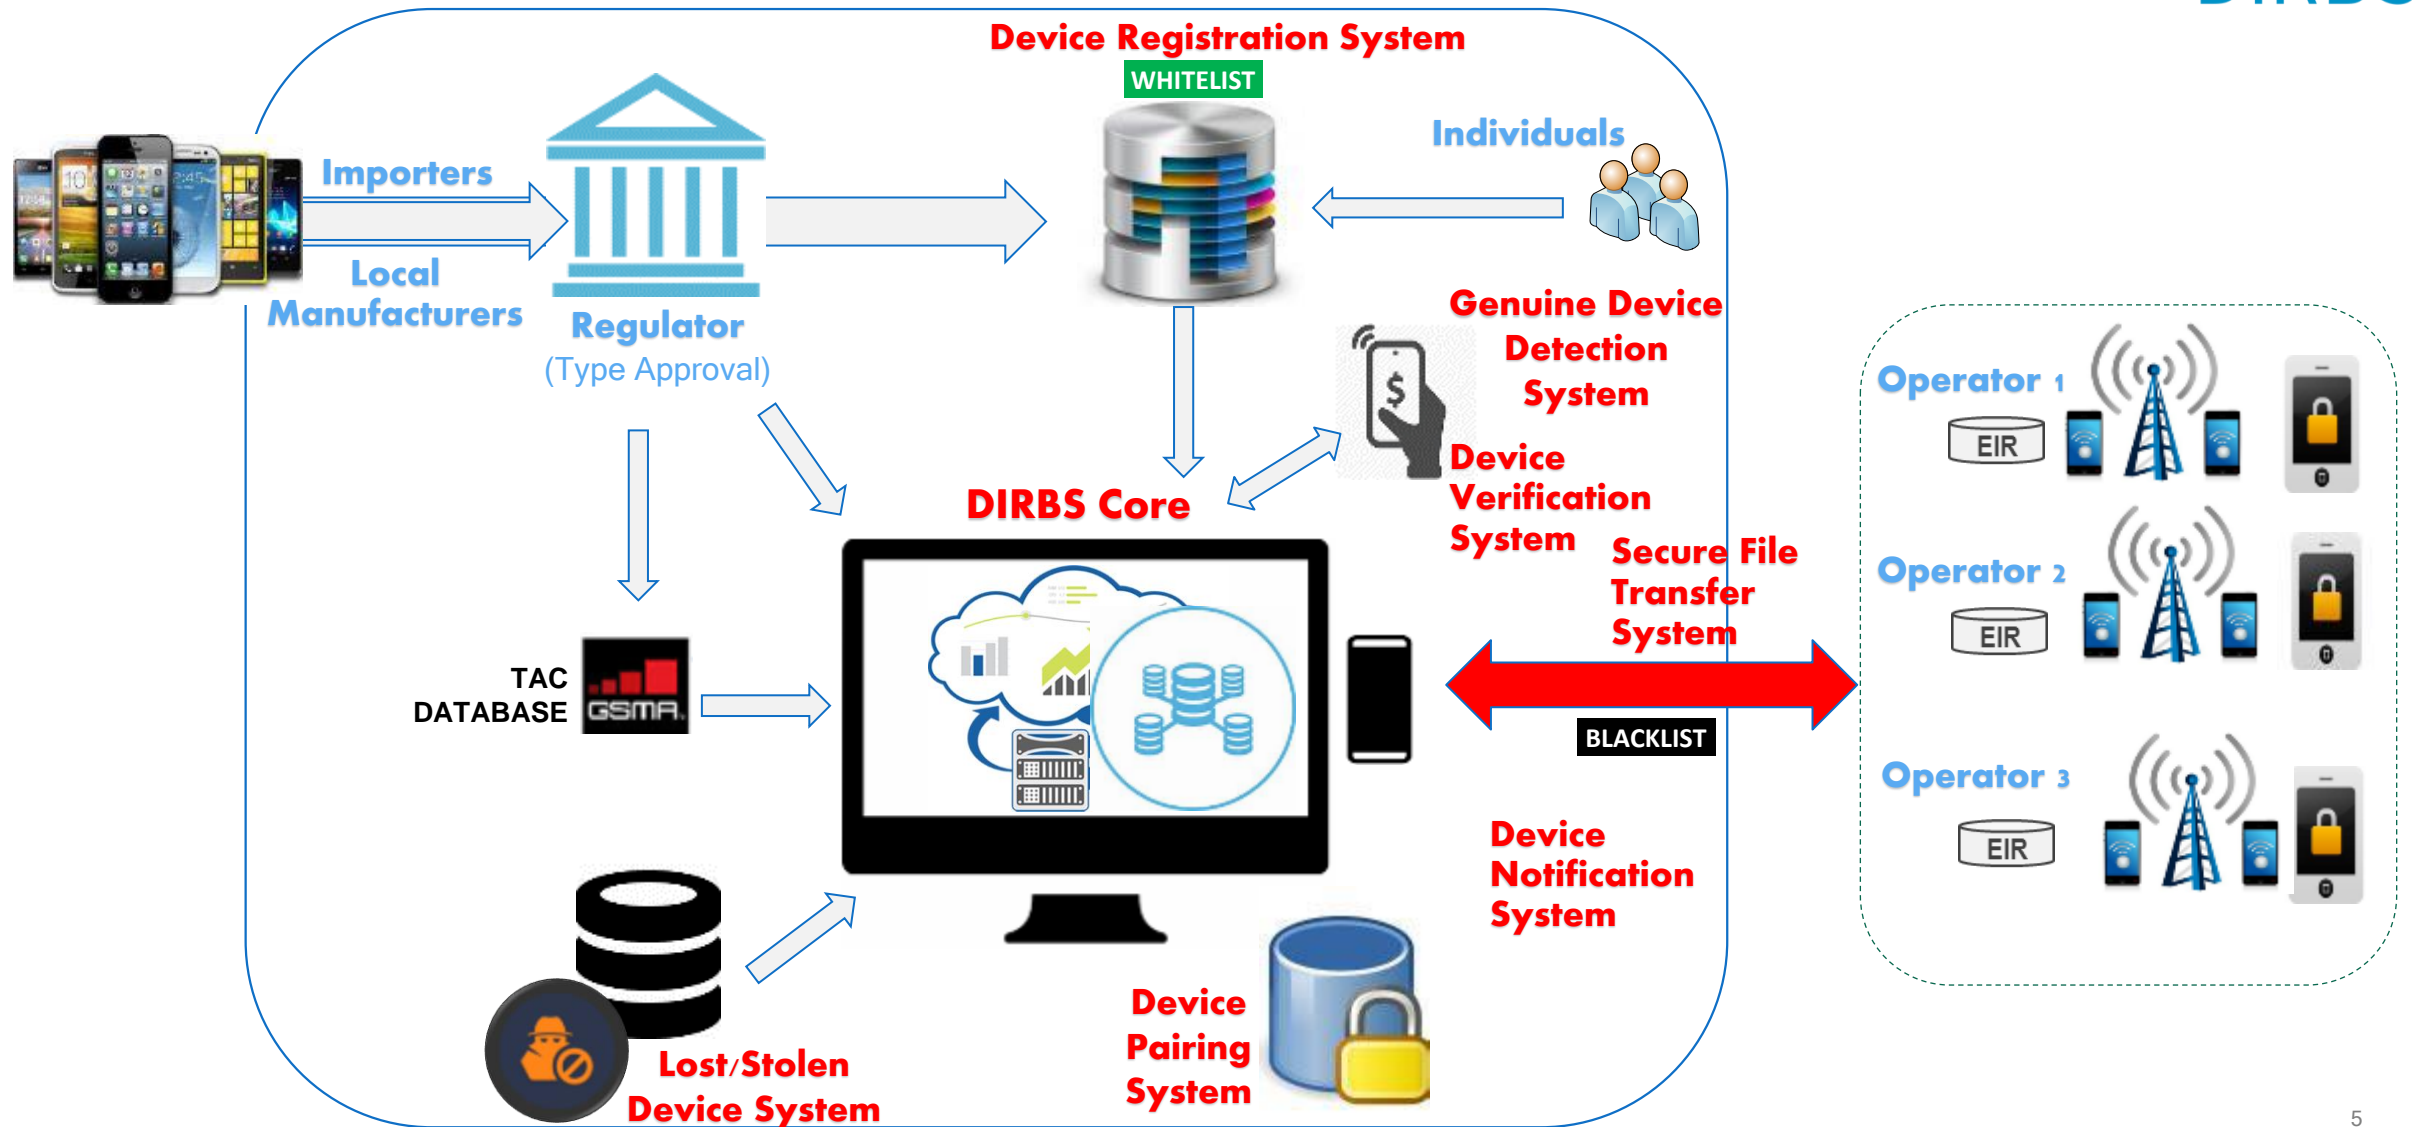 DIRBS
Device Registration System
WHITELIST
Individuals
Importers
Local
Manufacturers
Regulator
(Type Approval)
Genuine Device
Detection
System
$
Device
Verification
System
DIRBS Core
Secure File
Transfer
System
BLACKLIST
TAC
DATABASE
GSMA
Operator 1
EIR
Operator 2
EIR
Operator 3
EIR
Device
Notification
System
Device
Pairing
System
Lost/Stolen
Device System
5